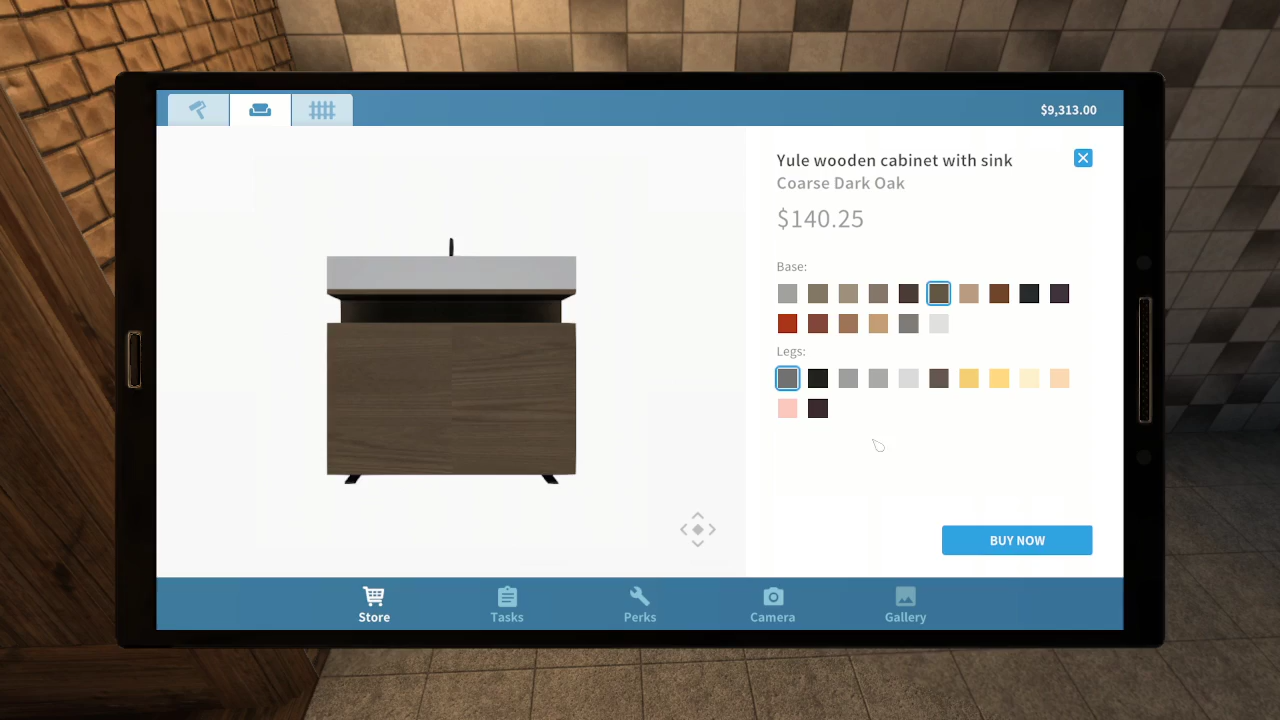 $9,313.00
Yule wooden cabinet with sink
Coarse Dark Oak
$140.25
Base:
Legs:
BUY NOW
Store
Tasks
Perks
Camera
Gallery